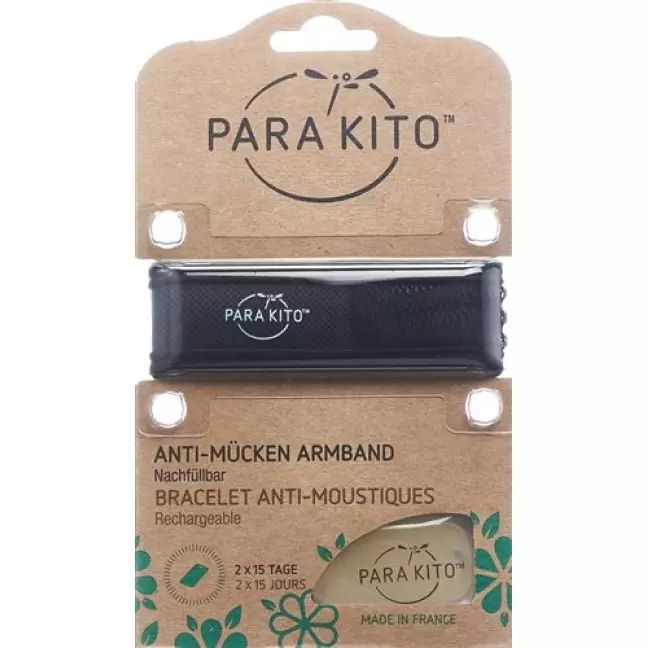 PARA'KITO™
PARA'KITO™
ANTI-MÜCKEN ARMBAND
Nachfüllbar
BRACELET ANTI-MOUSTIQUES
Rechargeable
2 x 15 TAGE
2 x 15 JOURS
PARA'KITO™
MADE IN FRANCE